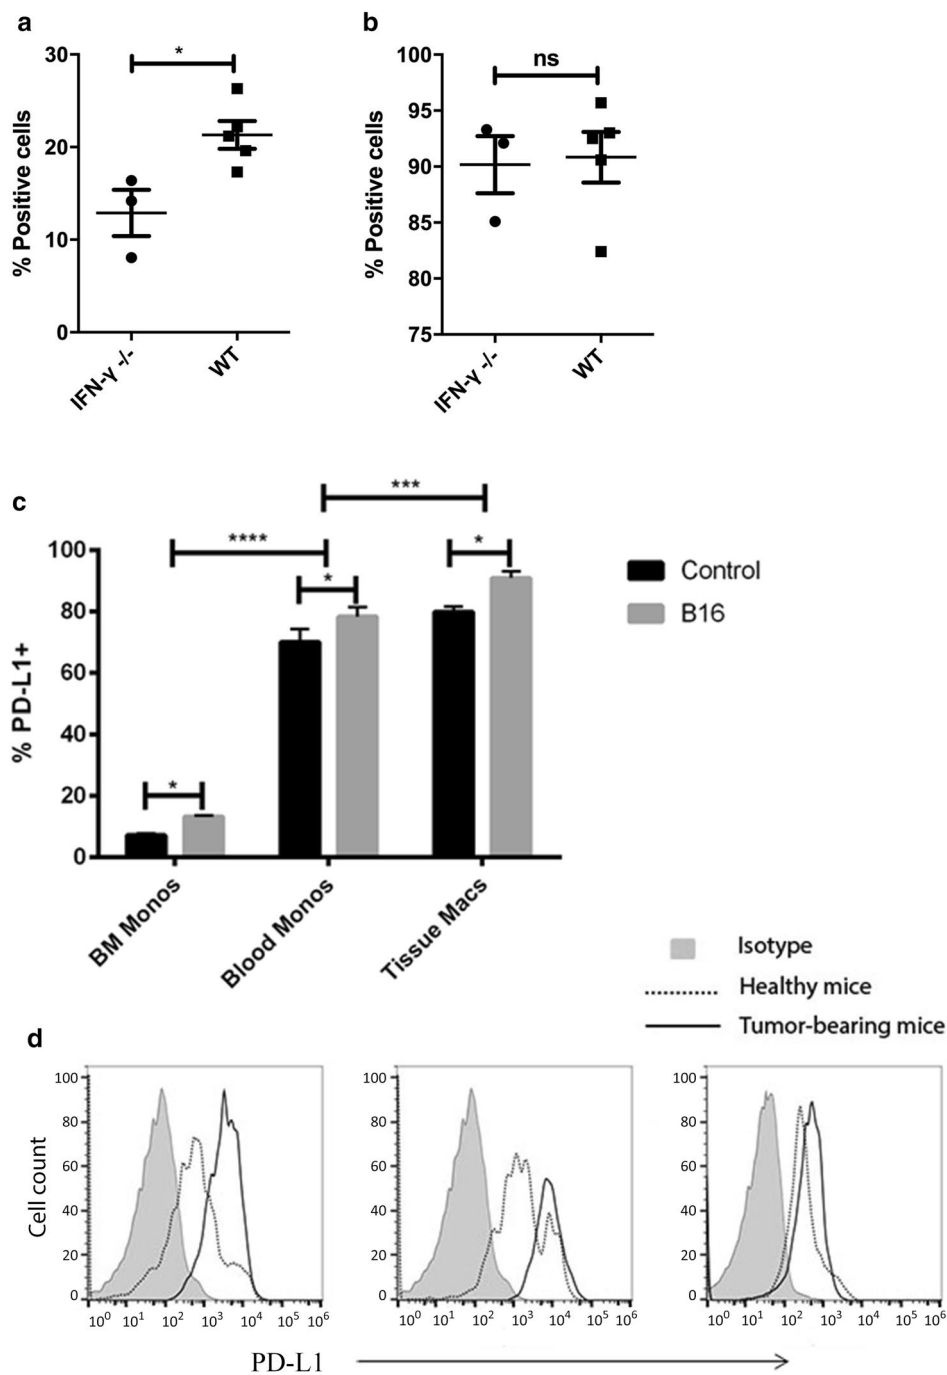 a
b
30
20
10
0
% Positive cells
*
IFN-γ -/-
WT
100
95
90
85
80
75
% Positive cells
ns
IFN-γ -/-
WT
c
100
80
60
40
20
0
% PD-L1+
***
****
*
*
*
BM Monos
Blood Monos
Tissue Macs
Control
B16
Isotype
Healthy mice
Tumor-bearing mice
d
Cell count
100
80
60
40
20
0
10⁰ 10¹ 10² 10³ 10⁴ 10⁵ 10⁶
100
80
60
40
20
0
10⁰ 10¹ 10² 10³ 10⁴ 10⁵ 10⁶
100
80
60
40
20
0
10⁰ 10¹ 10² 10³ 10⁴ 10⁵ 10⁶
PD-L1